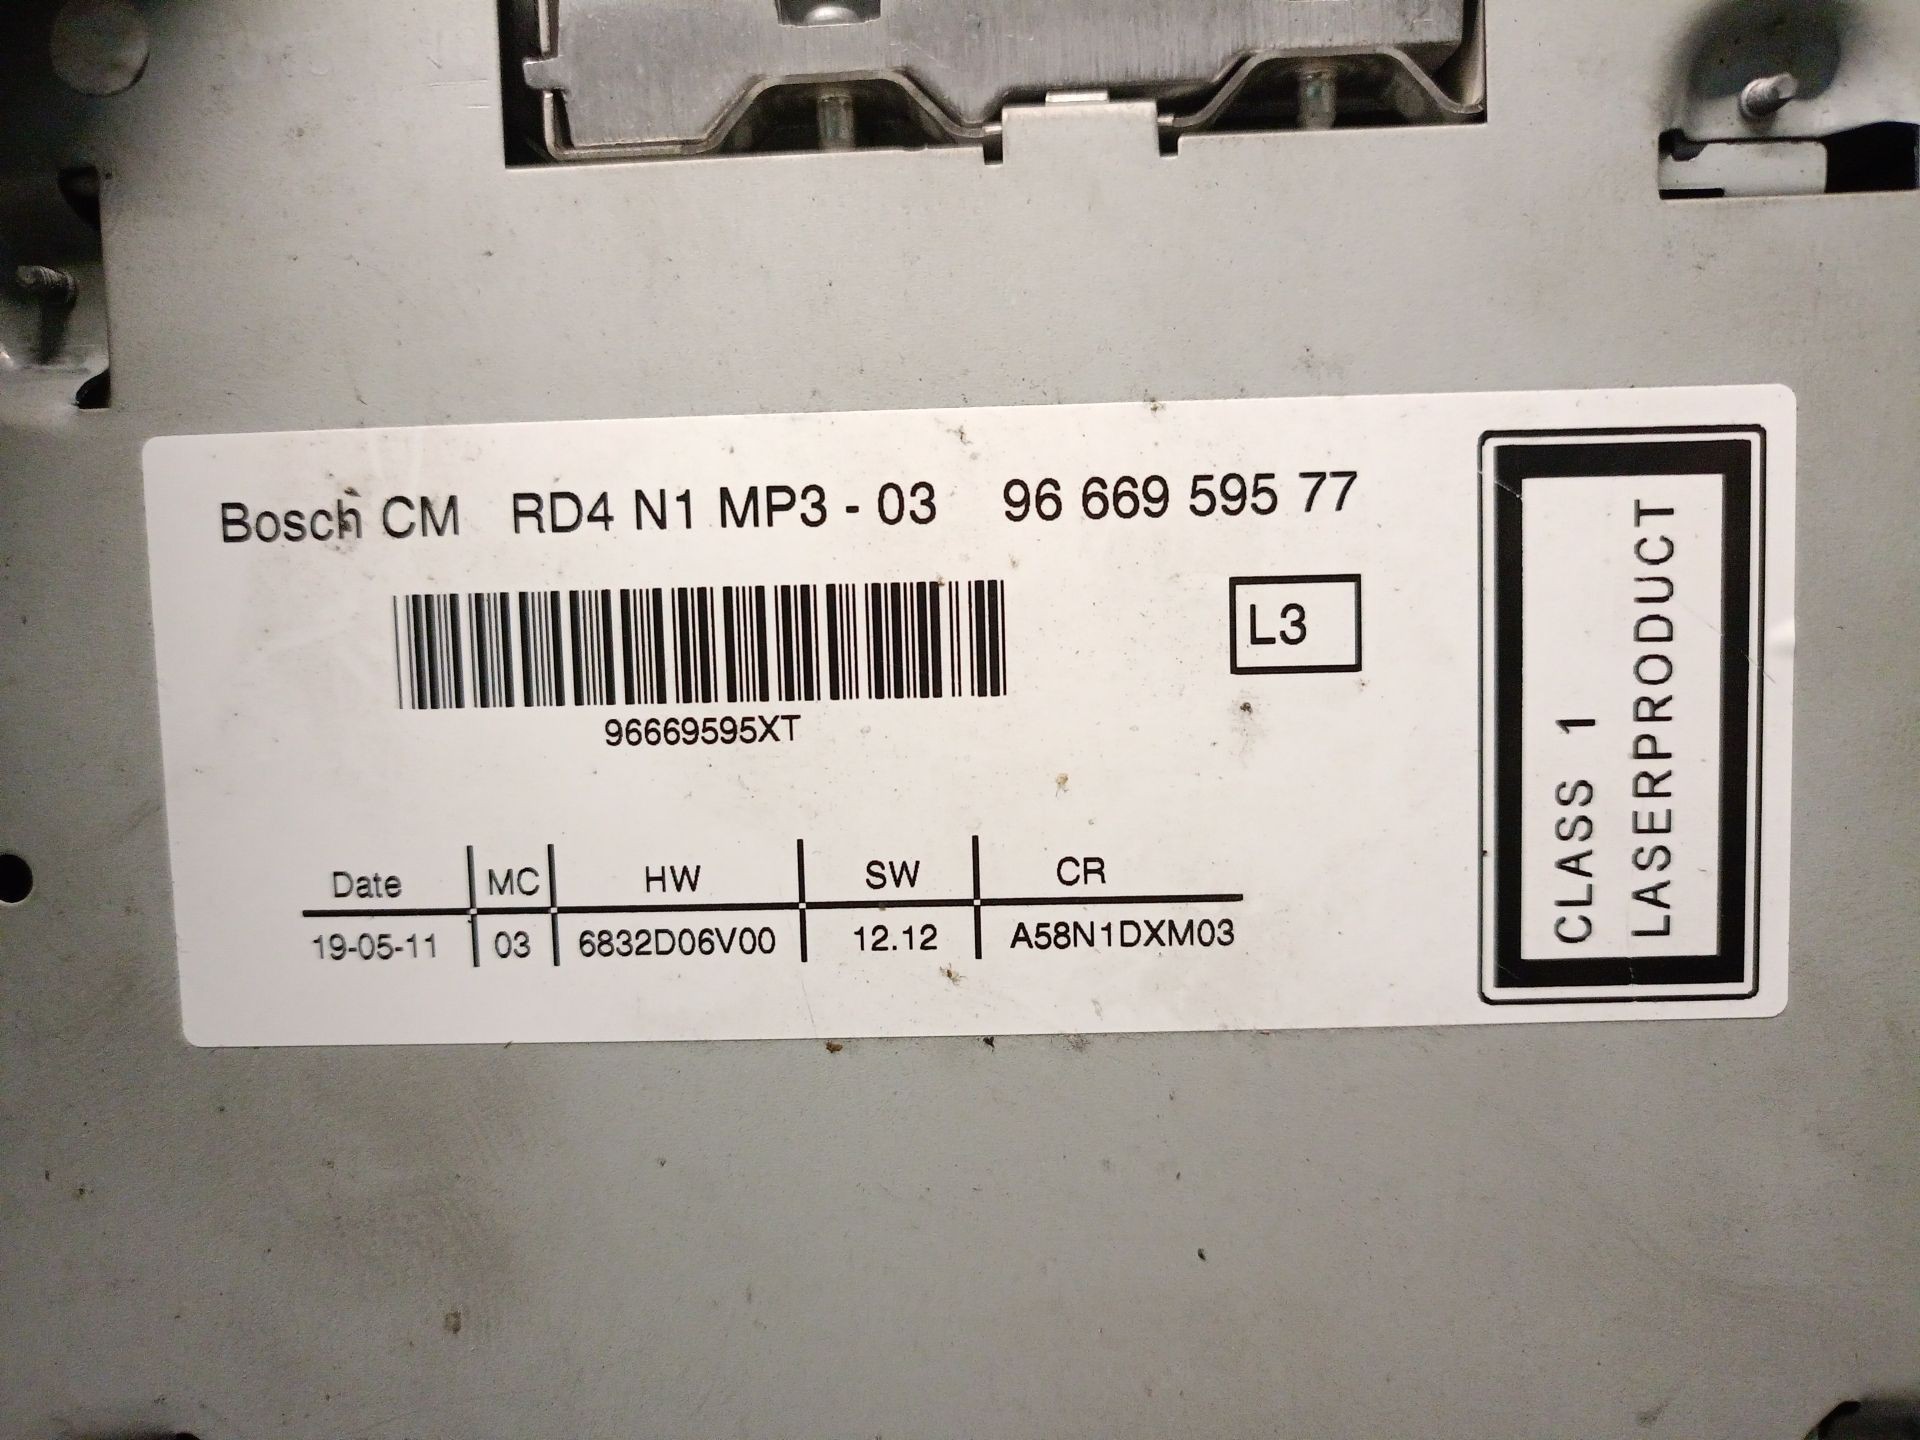 Bosch CM RD4 N1 MP3 - 03 96 669 595 77
L3
96669595XT
Date MC HW SW CR
19-05-11 03 6832D06V00 12.12 A58N1DXM03
CLASS 1
LASERPRODUCT